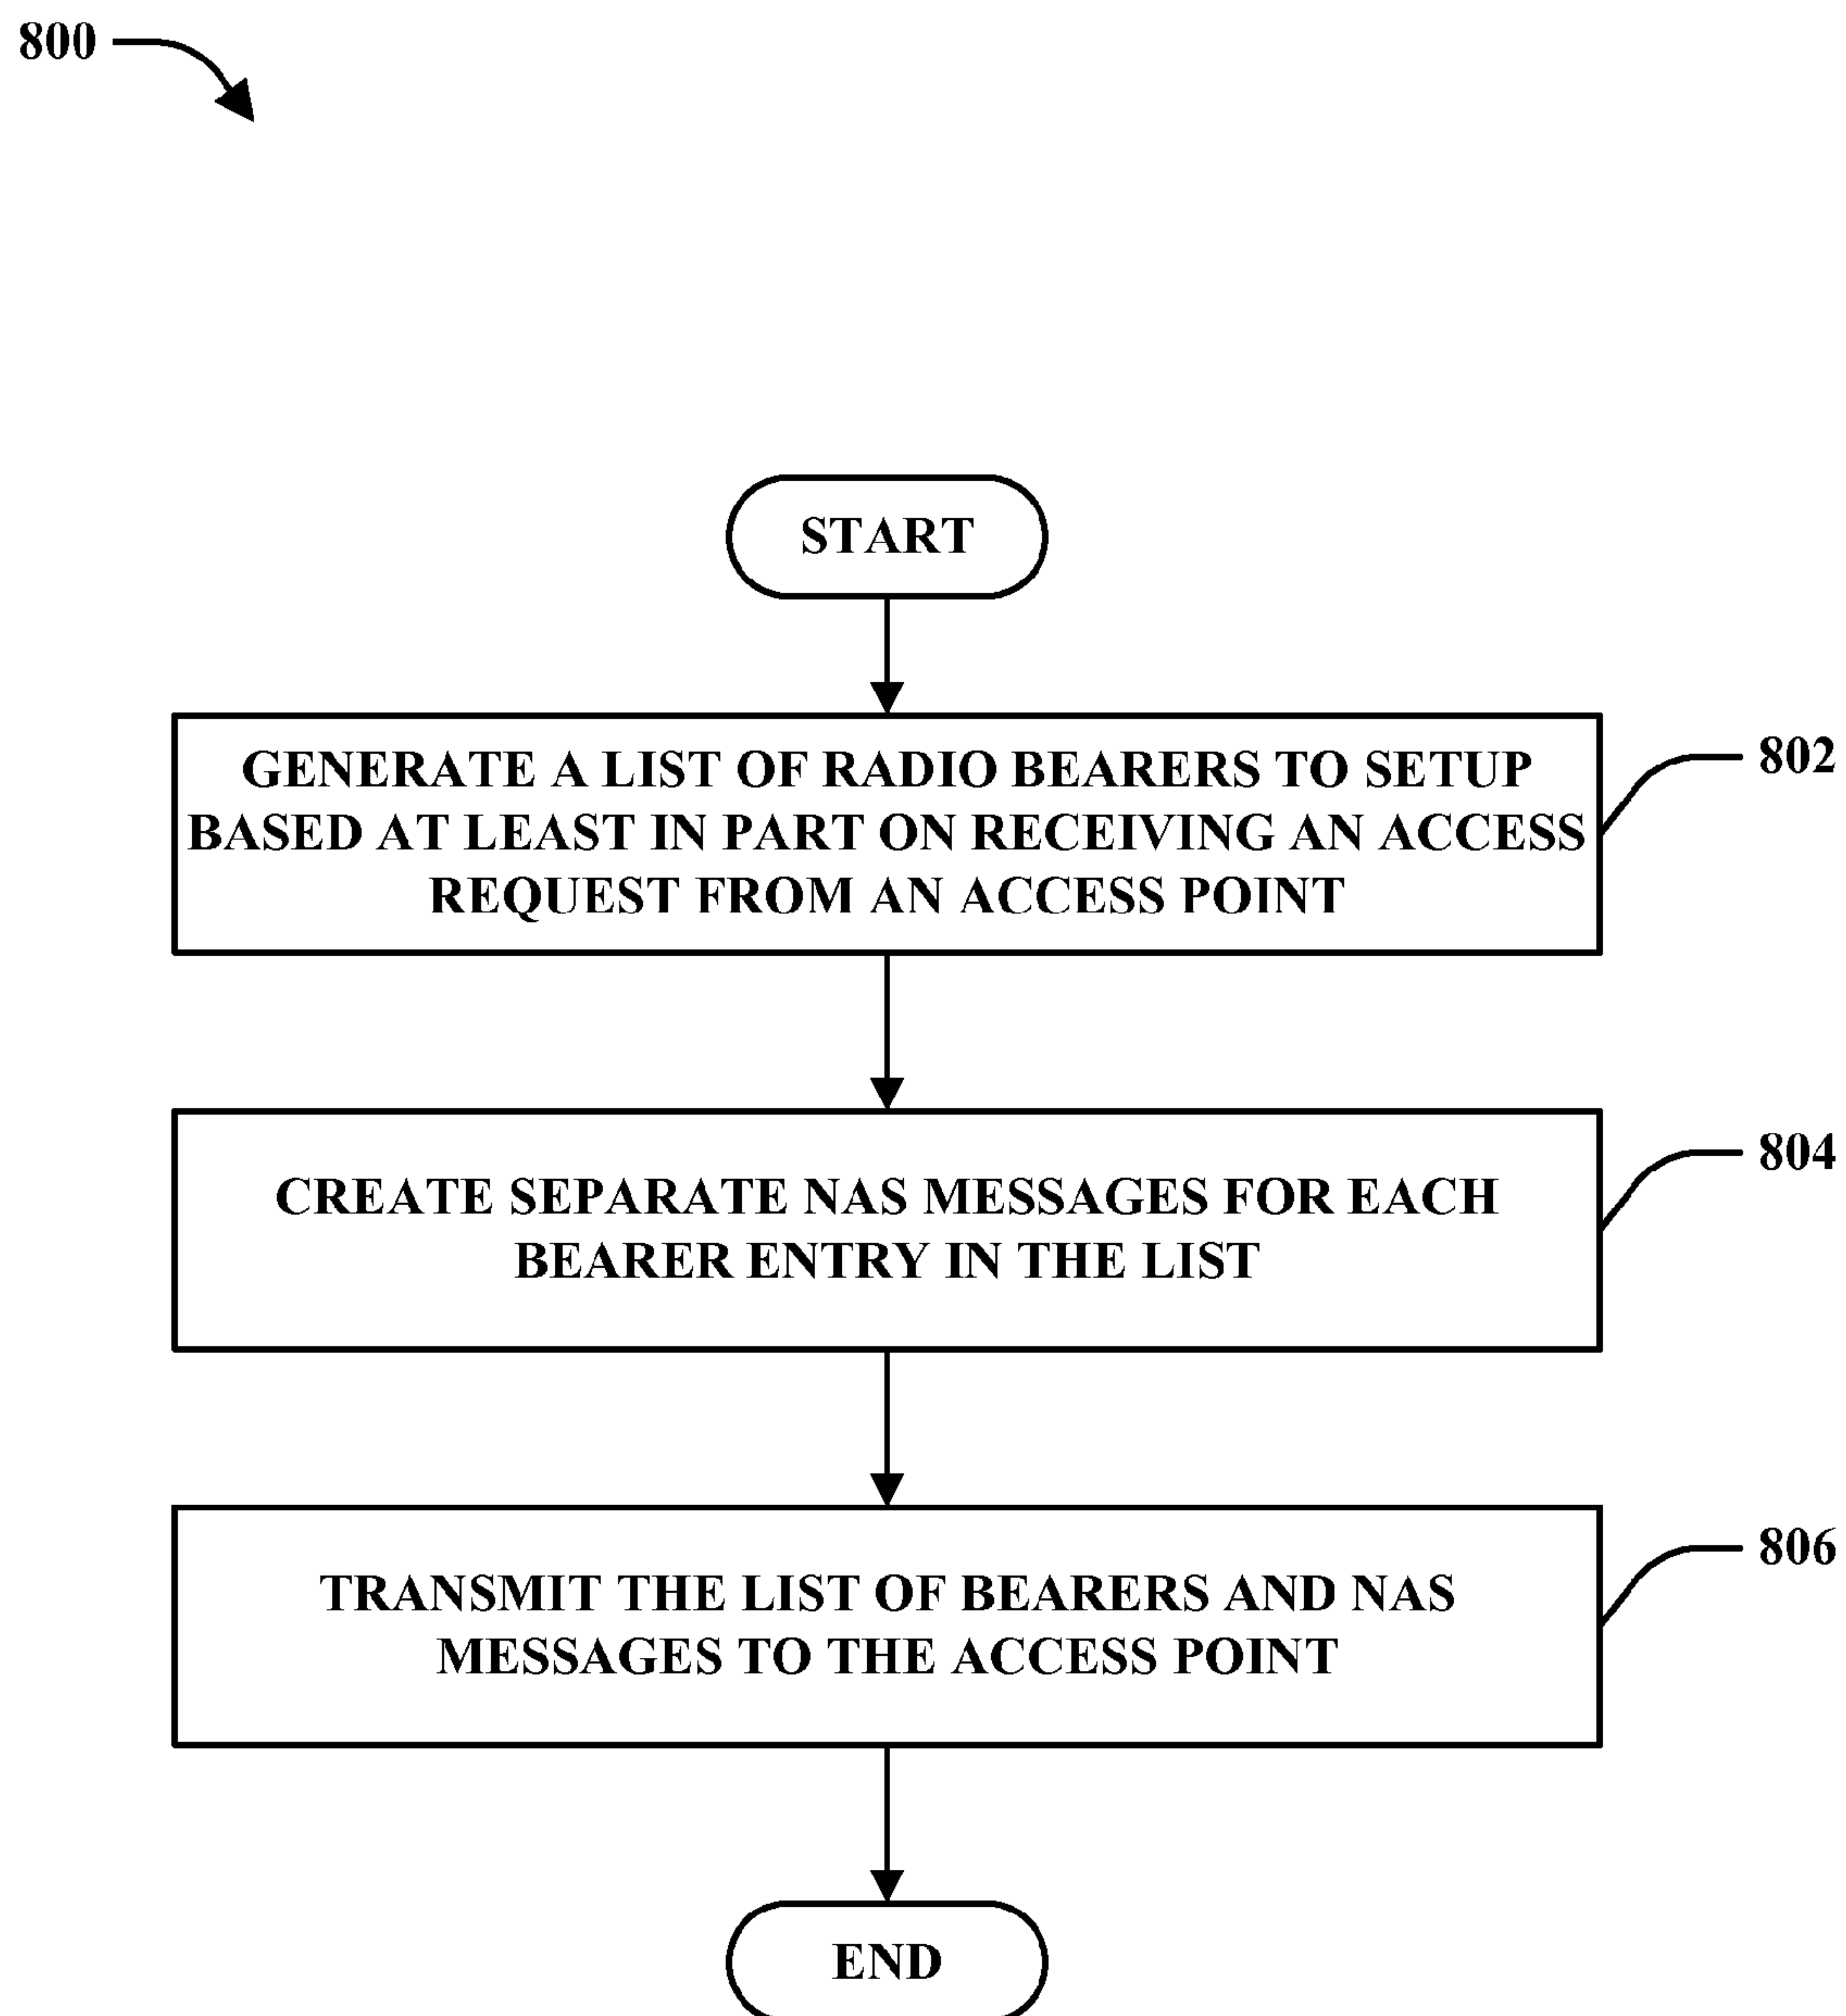 800
START
GENERATE A LIST OF RADIO BEARERS TO SETUP
BASED AT LEAST IN PART ON RECEIVING AN ACCESS
REQUEST FROM AN ACCESS POINT
802
CREATE SEPARATE NAS MESSAGES FOR EACH
BEARER ENTRY IN THE LIST
804
TRANSMIT THE LIST OF BEARERS AND NAS
MESSAGES TO THE ACCESS POINT
806
END